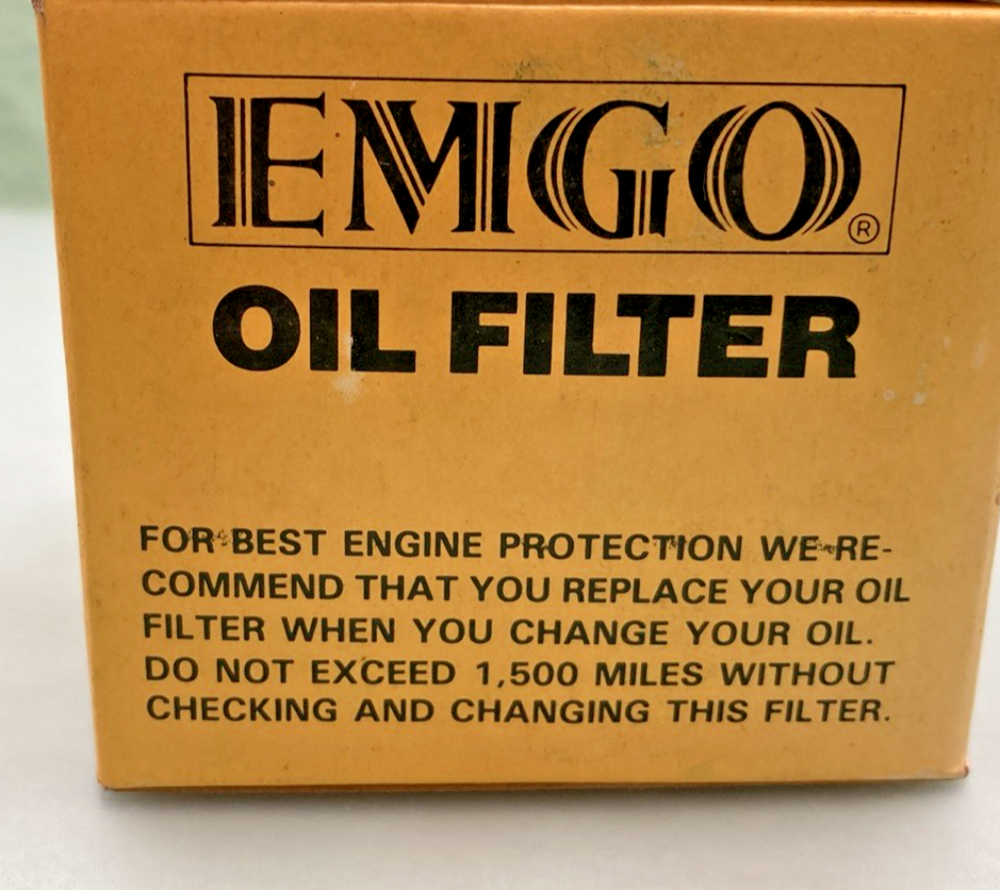 EMGO®
OIL FILTER
FOR BEST ENGINE PROTECTION WE RE-
COMMEND THAT YOU REPLACE YOUR OIL
FILTER WHEN YOU CHANGE YOUR OIL.
DO NOT EXCEED 1,500 MILES WITHOUT
CHECKING AND CHANGING THIS FILTER.